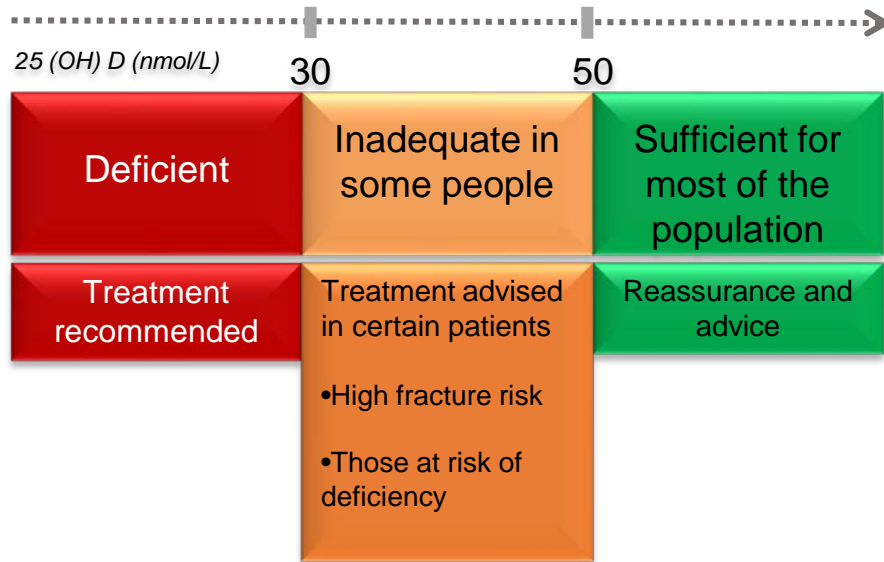 25 (OH) D (nmol/L)
30
50
Deficient
Inadequate in
some people
Sufficient for
most of the
population
Treatment
recommended
Treatment advised
in certain patients
•High fracture risk
•Those at risk of
deficiency
Reassurance and
advice